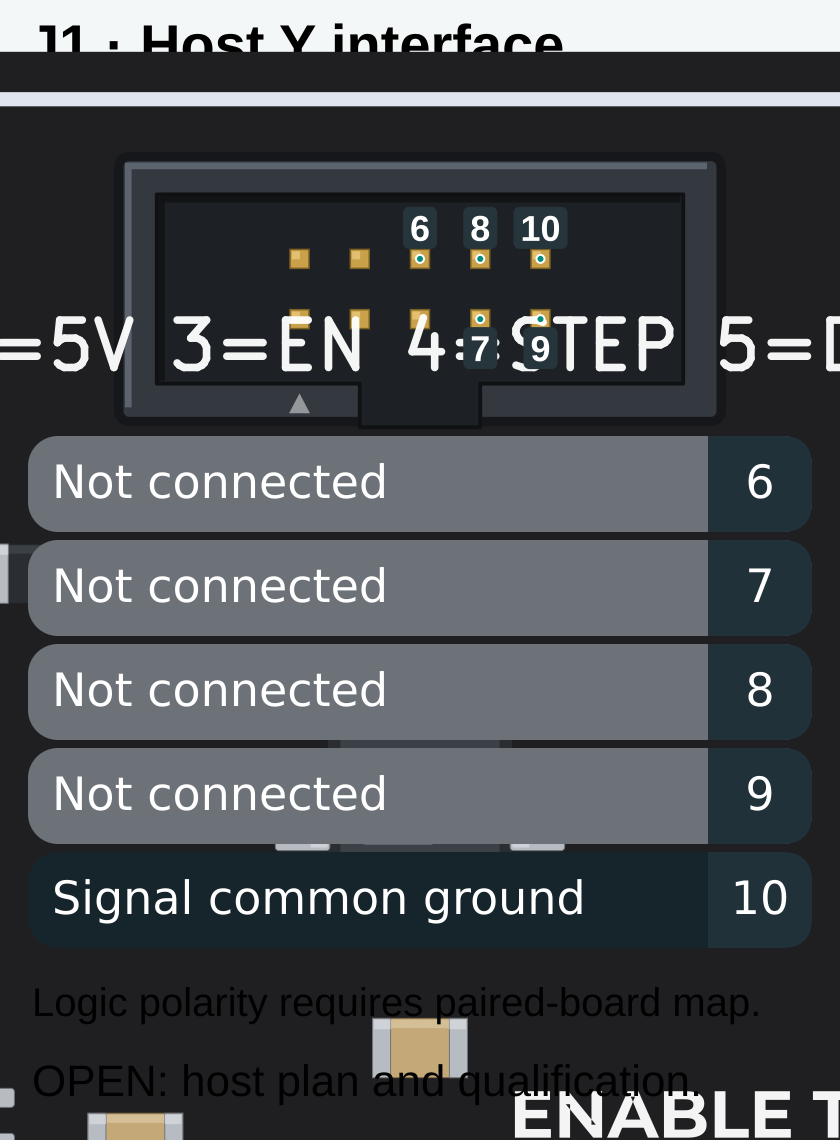 J1 · Host Y interface
6 8 10
=5V 3=EN 4=STEP 5=D
7 9
Not connected 6
Not connected 7
Not connected 8
Not connected 9
Signal common ground 10
Logic polarity requires paired-board map.
OPEN: host plan and qualification.
ENABLE T